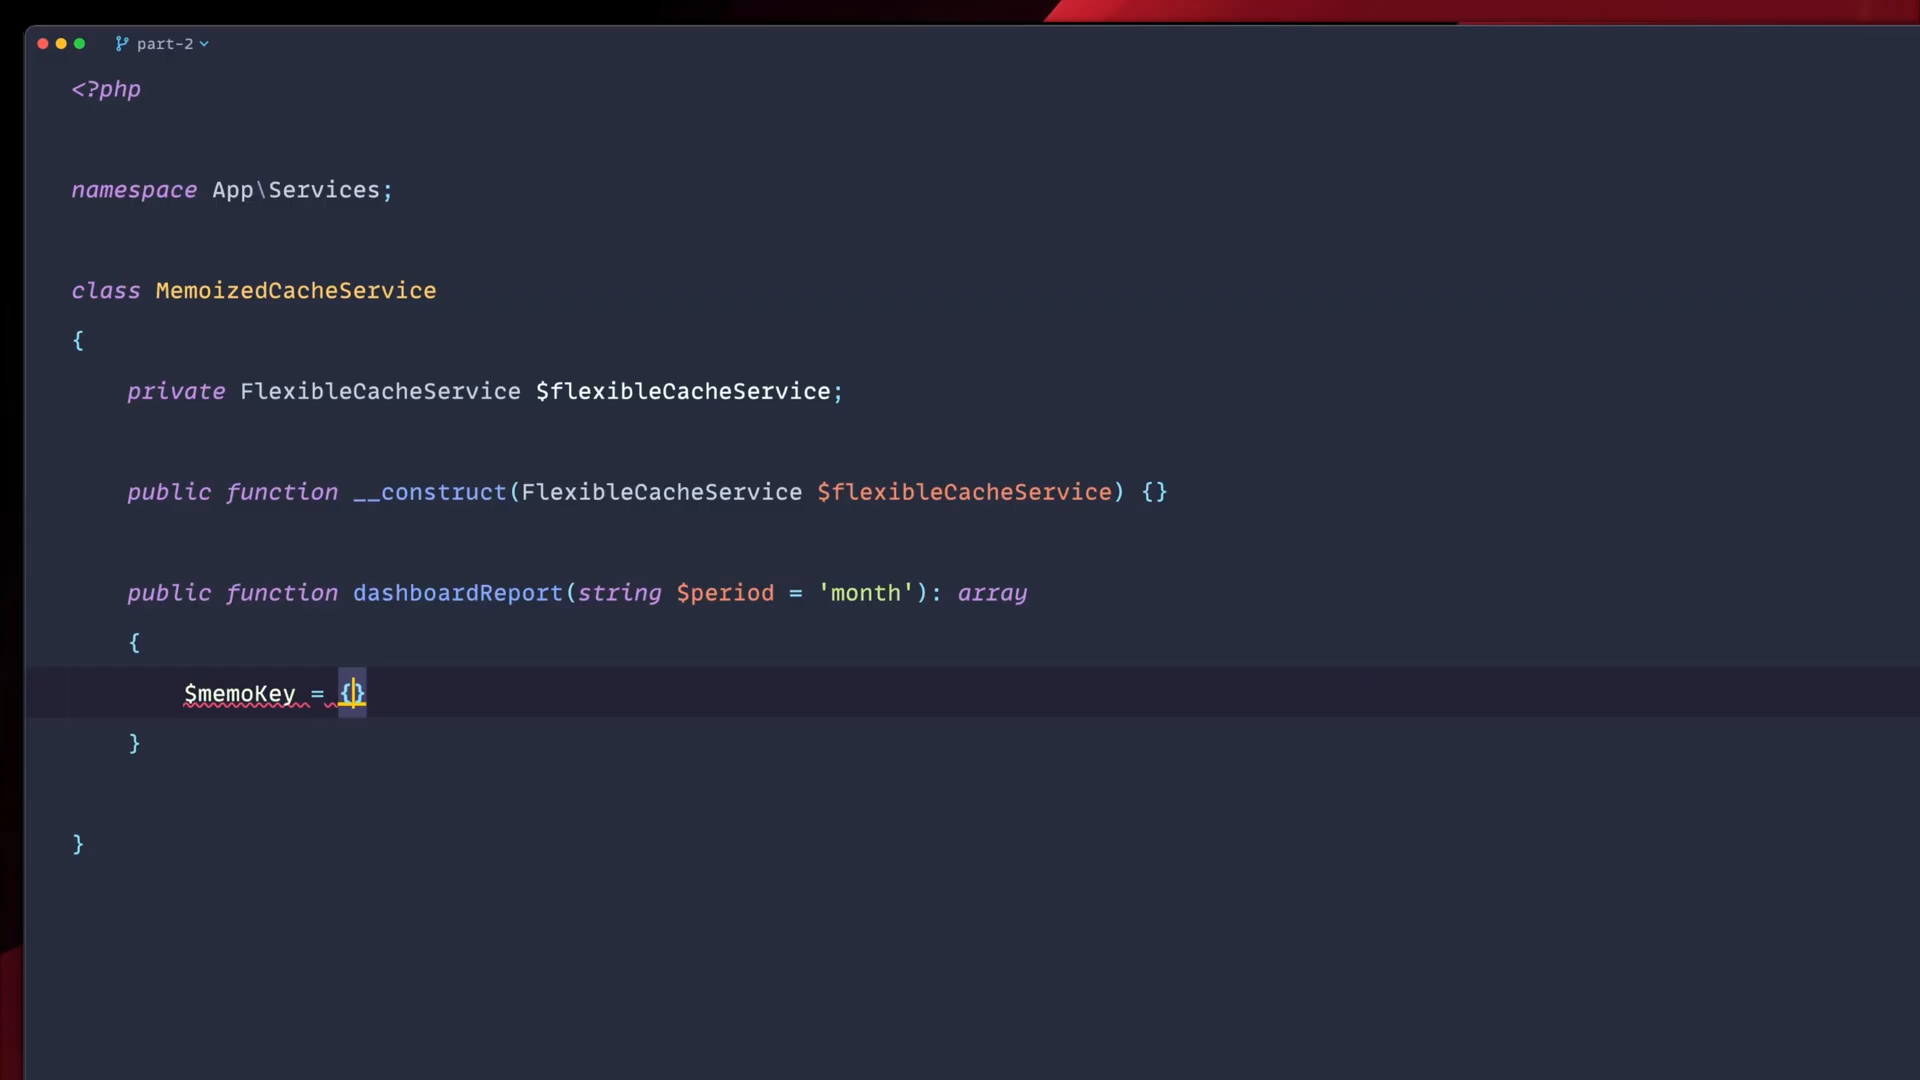 part-2
<?php
namespace App\Services;
class MemoizedCacheService
{
    private FlexibleCacheService $flexibleCacheService;
    public function __construct(FlexibleCacheService $flexibleCacheService) {}
    public function dashboardReport(string $period = 'month'): array
    {
        $memoKey = {}
    }
}